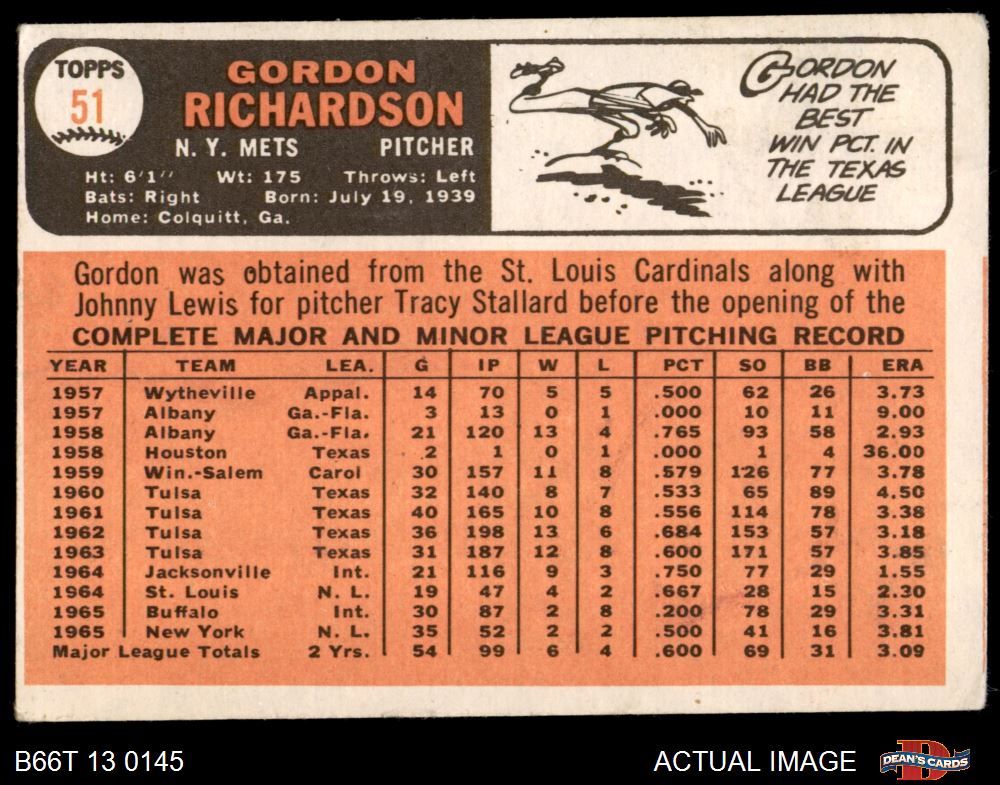 TOPPS
51
GORDON
RICHARDSON
N. Y. METS PITCHER
Ht: 6'1" Wt: 175 Throws: Left
Bats: Right Born: July 19, 1939
Home: Colquitt, Ga.
GORDON
HAD THE
BEST
WIN PCT. IN
THE TEXAS
LEAGUE
Gordon was obtained from the St. Louis Cardinals along with
Johnny Lewis for pitcher Tracy Stallard before the opening of the
COMPLETE MAJOR AND MINOR LEAGUE PITCHING RECORD
YEAR TEAM LEA. G IP W L PCT SO BB ERA
1957 Wytheville Appal. 14 70 5 5 .500 62 26 3.73
1957 Albany Ga.-Fla. 3 13 0 1 .000 10 11 9.00
1958 Albany Ga.-Fla. 21 120 13 4 .765 93 58 2.93
1958 Houston Texas 2 1 0 1 .000 1 4 36.00
1959 Win.-Salem Carol 30 157 11 8 .579 126 77 3.78
1960 Tulsa Texas 32 140 8 7 .533 65 89 4.50
1961 Tulsa Texas 40 165 10 8 .556 114 78 3.38
1962 Tulsa Texas 36 198 13 6 .684 153 57 3.18
1963 Tulsa Texas 31 187 12 8 .600 171 57 3.85
1964 Jacksonville Int. 21 116 9 3 .750 77 29 1.55
1964 St. Louis N. L. 19 47 4 2 .667 28 15 2.30
1965 Buffalo Int. 30 87 2 8 .200 78 29 3.31
1965 New York N. L. 35 52 2 2 .500 41 16 3.81
Major League Totals 2 Yrs. 54 99 6 4 .600 69 31 3.09
B66T 13 0145 ACTUAL IMAGE DEAN'S CARDS